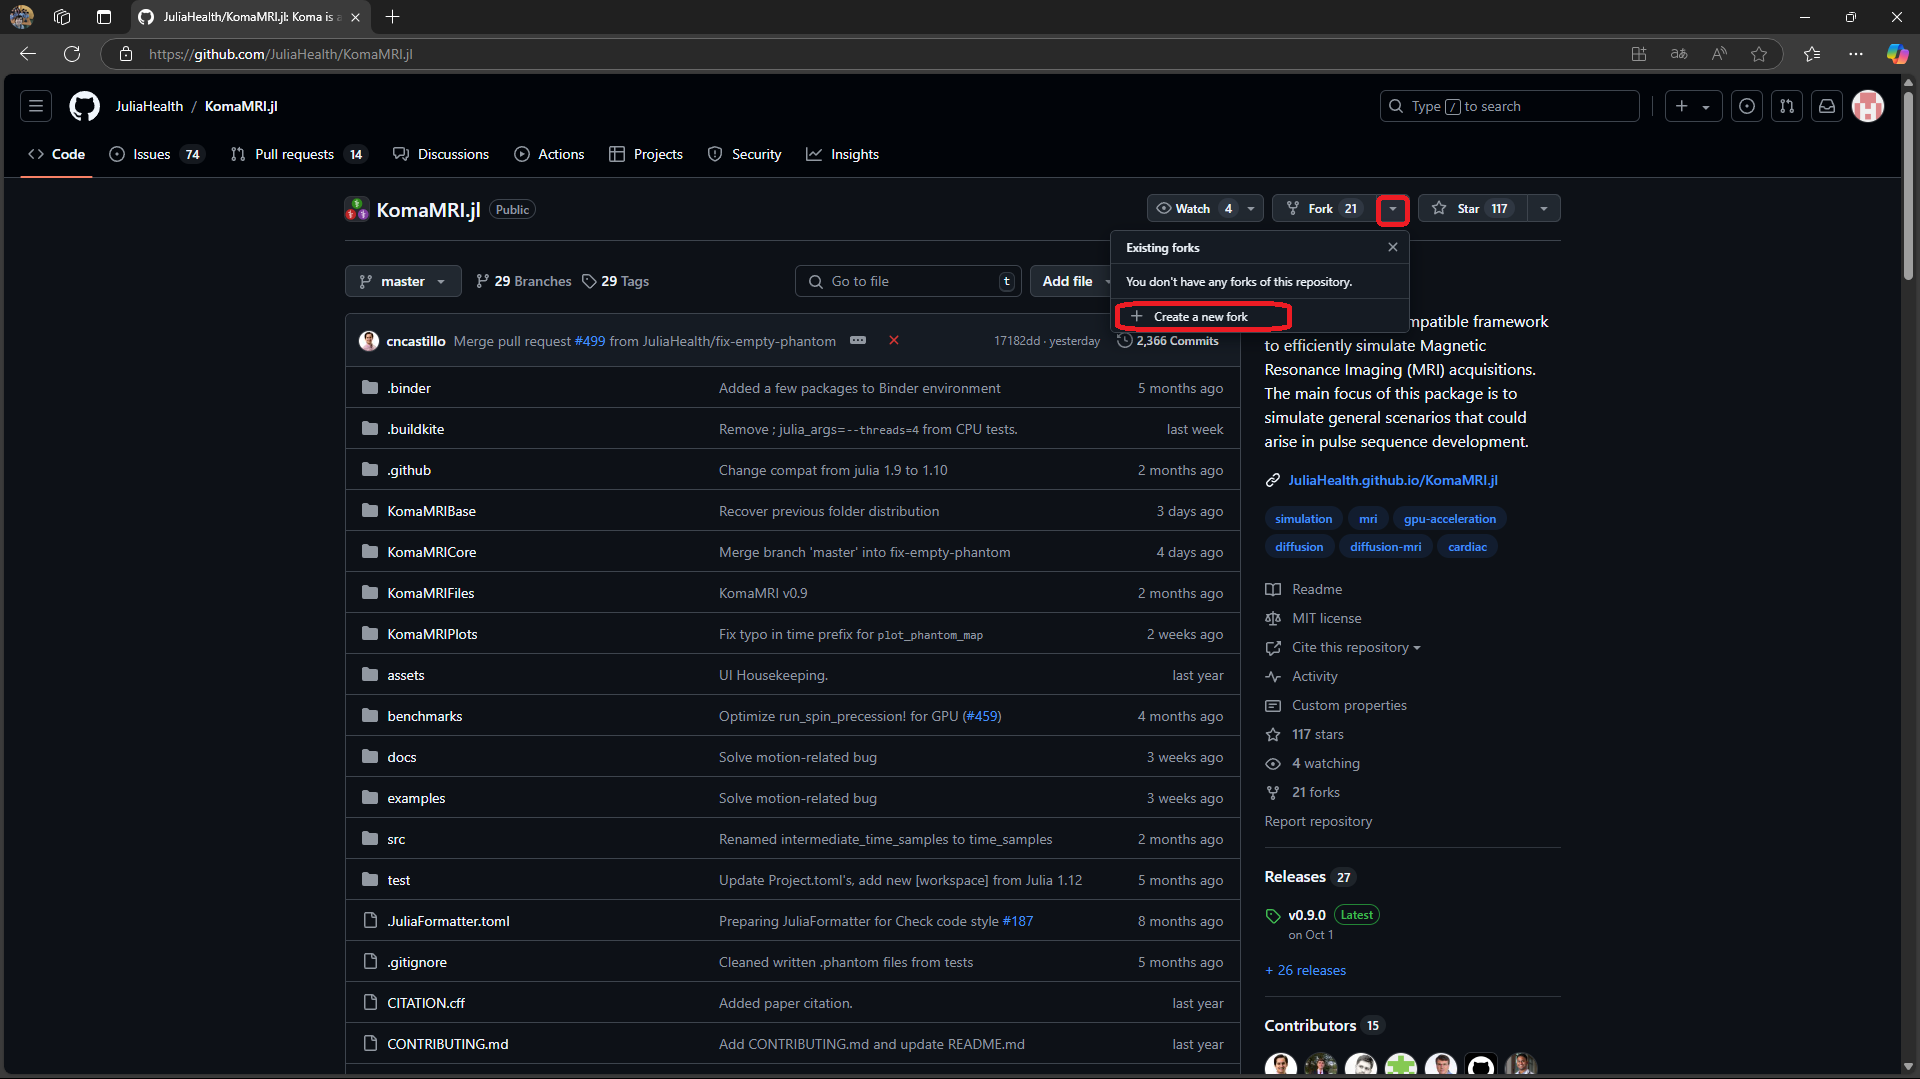 JuliaHealth/KomaMRI.jl: Koma is a
https://github.com/JuliaHealth/KomaMRI.jl
JuliaHealth / KomaMRI.jl
Type / to search
Code
Issues 74
Pull requests 14
Discussions
Actions
Projects
Security
Insights
KomaMRI.jl Public
Watch 4
Fork 21
Star 117
Existing forks
You don't have any forks of this repository.
Create a new fork
master
29 Branches
29 Tags
Go to file t
Add file
cncastillo Merge pull request #499 from JuliaHealth/fix-empty-phantom
17182dd · yesterday
2,366 Commits
.binder Added a few packages to Binder environment 5 months ago
.buildkite Remove ; julia_args=--threads=4 from CPU tests. last week
.github Change compat from julia 1.9 to 1.10 2 months ago
KomaMRIBase Recover previous folder distribution 3 days ago
KomaMRICore Merge branch 'master' into fix-empty-phantom 4 days ago
KomaMRIFiles KomaMRI v0.9 2 months ago
KomaMRIPlots Fix typo in time prefix for plot_phantom_map 2 weeks ago
assets UI Housekeeping. last year
benchmarks Optimize run_spin_precession! for GPU (#459) 4 months ago
docs Solve motion-related bug 3 weeks ago
examples Solve motion-related bug 3 weeks ago
src Renamed intermediate_time_samples to time_samples 2 months ago
test Update Project.toml's, add new [workspace] from Julia 1.12 5 months ago
.JuliaFormatter.toml Preparing JuliaFormatter for Check code style #187 8 months ago
.gitignore Cleaned written .phantom files from tests 5 months ago
CITATION.cff Added paper citation. last year
CONTRIBUTING.md Add CONTRIBUTING.md and update README.md last year
mpatible framework
to efficiently simulate Magnetic
Resonance Imaging (MRI) acquisitions.
The main focus of this package is to
simulate general scenarios that could
arise in pulse sequence development.
JuliaHealth.github.io/KomaMRI.jl
simulation mri gpu-acceleration
diffusion diffusion-mri cardiac
Readme
MIT license
Cite this repository
Activity
Custom properties
117 stars
4 watching
21 forks
Report repository
Releases 27
v0.9.0 Latest
on Oct 1
+ 26 releases
Contributors 15